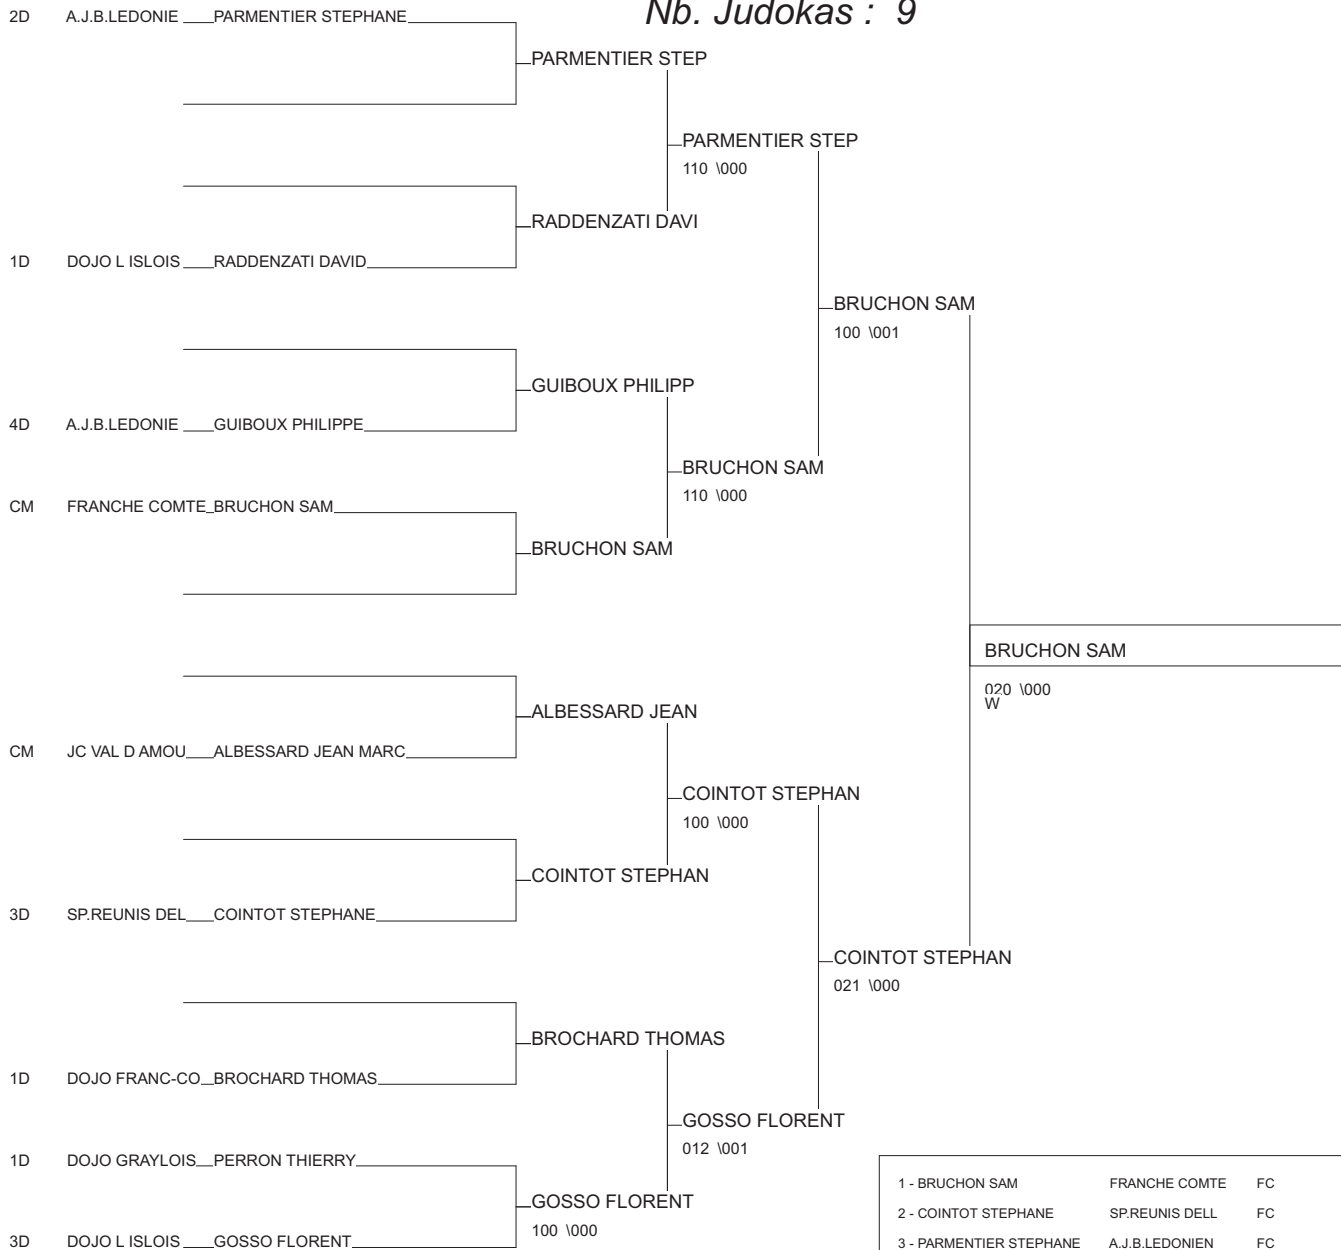 Nb. Judokas : 9
2D A.J.B.LEDONIE PARMENTIER STEPHANE
PARMENTIER STEP
PARMENTIER STEP
110 \000
RADDENZATI DAVI
1D DOJO L ISLOIS RADDENZATI DAVID
BRUCHON SAM
100 \001
GUIBOUX PHILIPP
4D A.J.B.LEDONIE GUIBOUX PHILIPPE
BRUCHON SAM
110 \000
CM FRANCHE COMTE BRUCHON SAM
BRUCHON SAM
BRUCHON SAM
020 \000
W
ALBESSARD JEAN
CM JC VAL D AMOU ALBESSARD JEAN MARC
COINTOT STEPHAN
100 \000
COINTOT STEPHAN
3D SP.REUNIS DEL COINTOT STEPHANE
COINTOT STEPHAN
021 \000
BROCHARD THOMAS
1D DOJO FRANC-CO BROCHARD THOMAS
GOSSO FLORENT
012 \001
1D DOJO GRAYLOIS PERRON THIERRY
GOSSO FLORENT
100 \000
3D DOJO L ISLOIS GOSSO FLORENT
1 - BRUCHON SAM FRANCHE COMTE FC
2 - COINTOT STEPHANE SP.REUNIS DELL FC
3 - PARMENTIER STEPHANE A.J.B.LEDONIEN FC